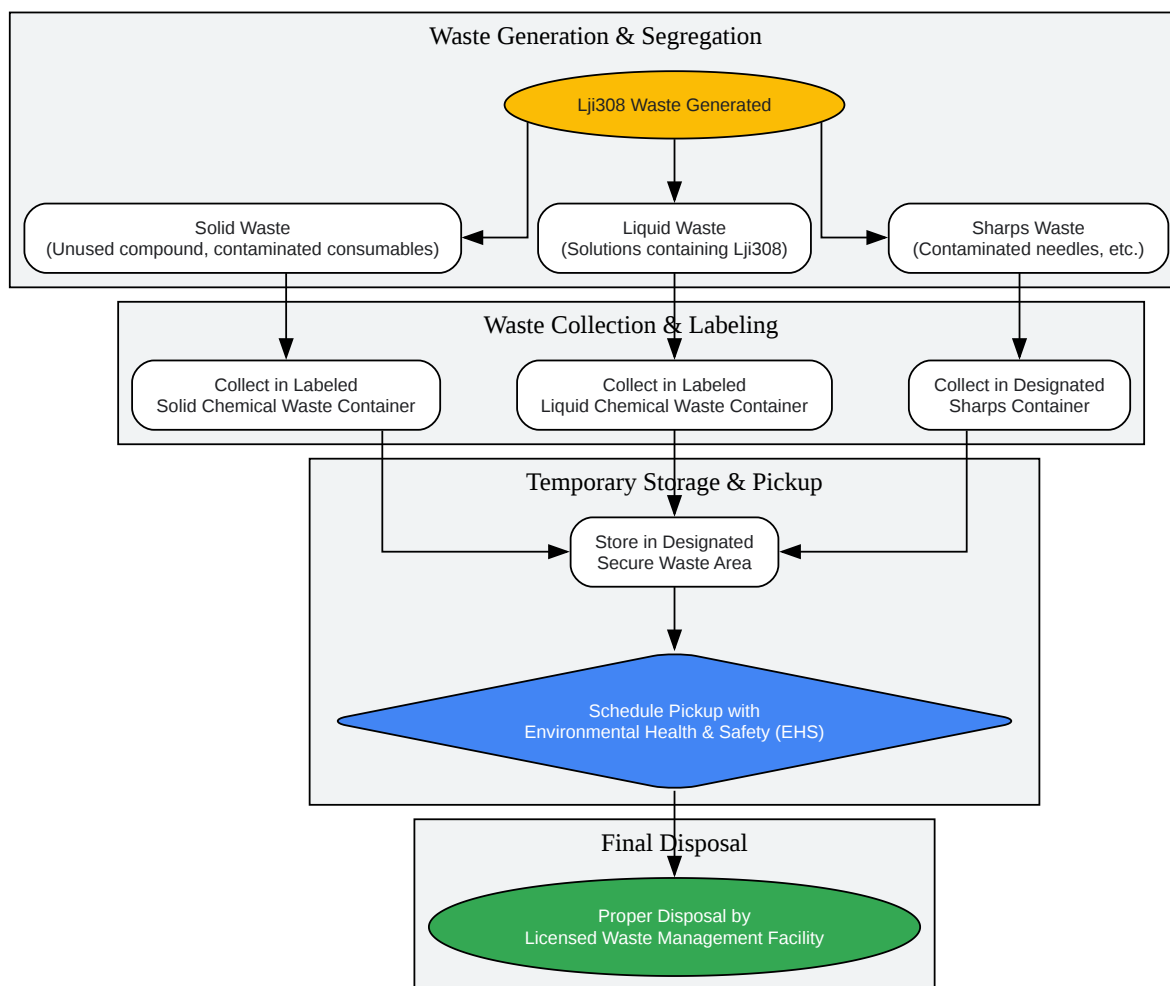 Waste Generation & Segregation
Lji308 Waste Generated
Solid Waste
(Unused compound, contaminated consumables)
Liquid Waste
(Solutions containing Lji308)
Sharps Waste
(Contaminated needles, etc.)
Waste Collection & Labeling
Collect in Labeled
Solid Chemical Waste Container
Collect in Labeled
Liquid Chemical Waste Container
Collect in Designated
Sharps Container
Temporary Storage & Pickup
Store in Designated
Secure Waste Area
Schedule Pickup with
Environmental Health & Safety (EHS)
Final Disposal
Proper Disposal by
Licensed Waste Management Facility